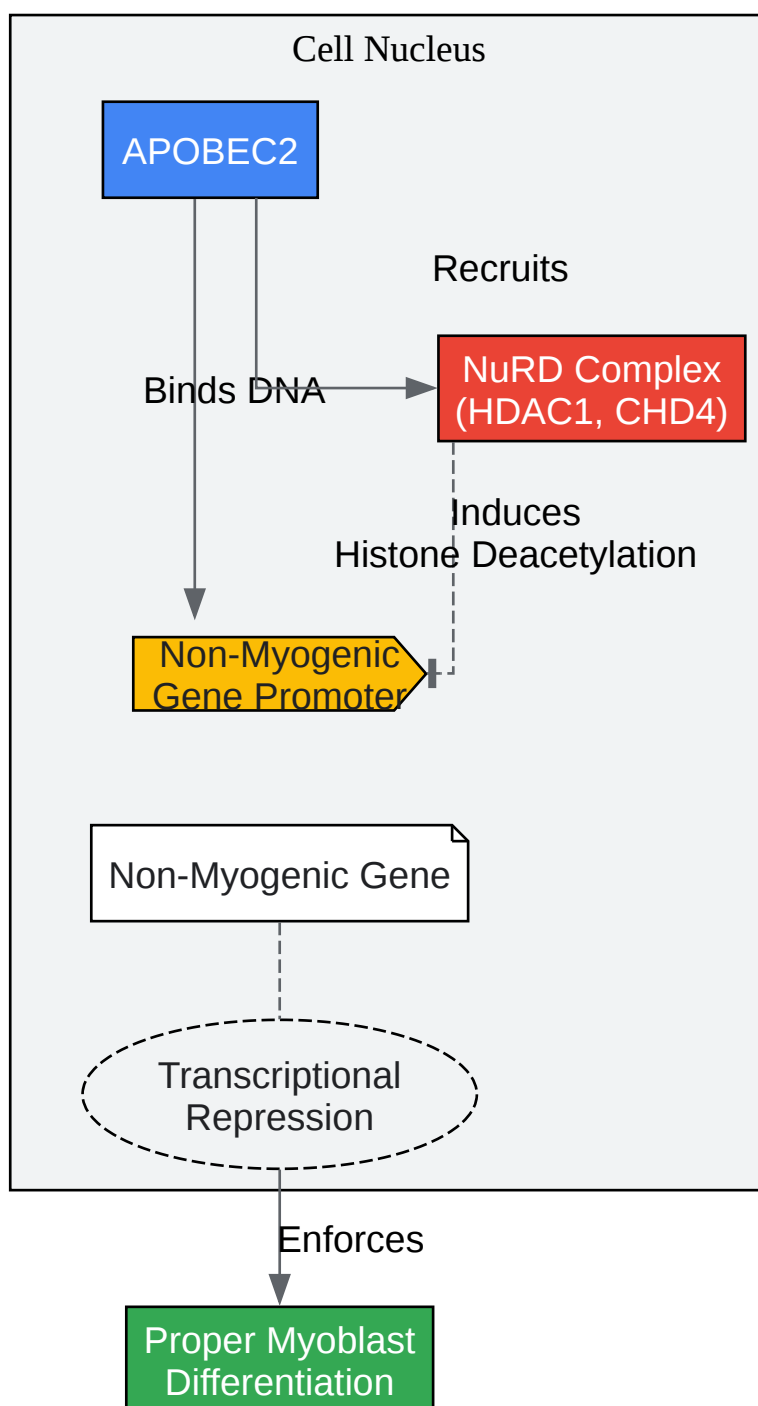 Cell Nucleus
APOBEC2
Recruits
Binds DNA
NuRD Complex
(HDAC1, CHD4)
Induces
Histone Deacetylation
Non-Myogenic
Gene Promoter
Non-Myogenic Gene
Transcriptional
Repression
Enforces
Proper Myoblast
Differentiation